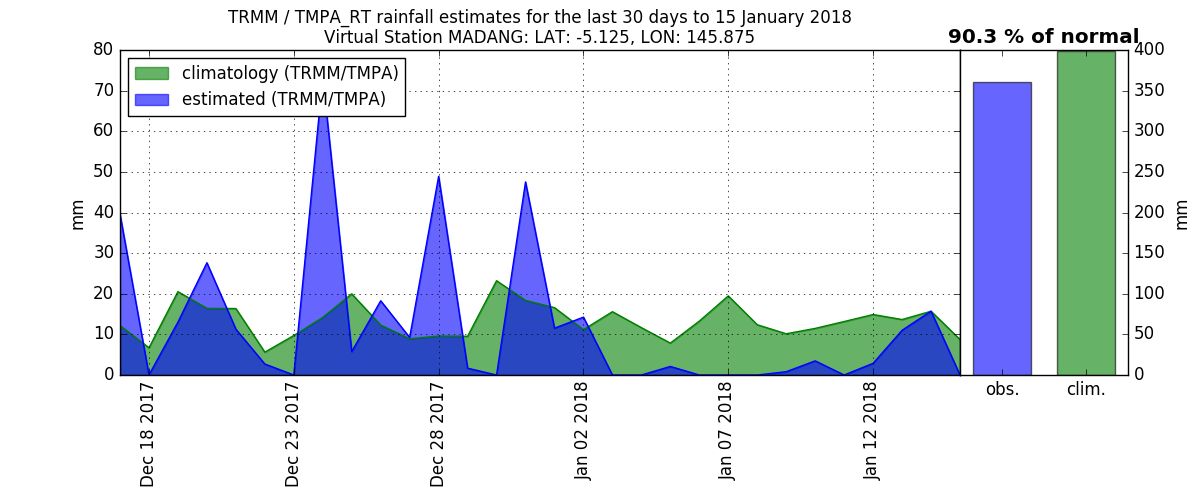 TRMM / TMPA_RT rainfall estimates for the last 30 days to 15 January 2018
Virtual Station MADANG: LAT: -5.125, LON: 145.875
90.3 % of normal
climatology (TRMM/TMPA)
estimated (TRMM/TMPA)
80
70
60
50
40
30
20
10
0
mm
400
350
300
250
200
150
100
50
0
mm
Dec 18 2017
Dec 23 2017
Dec 28 2017
Jan 02 2018
Jan 07 2018
Jan 12 2018
obs.
clim.